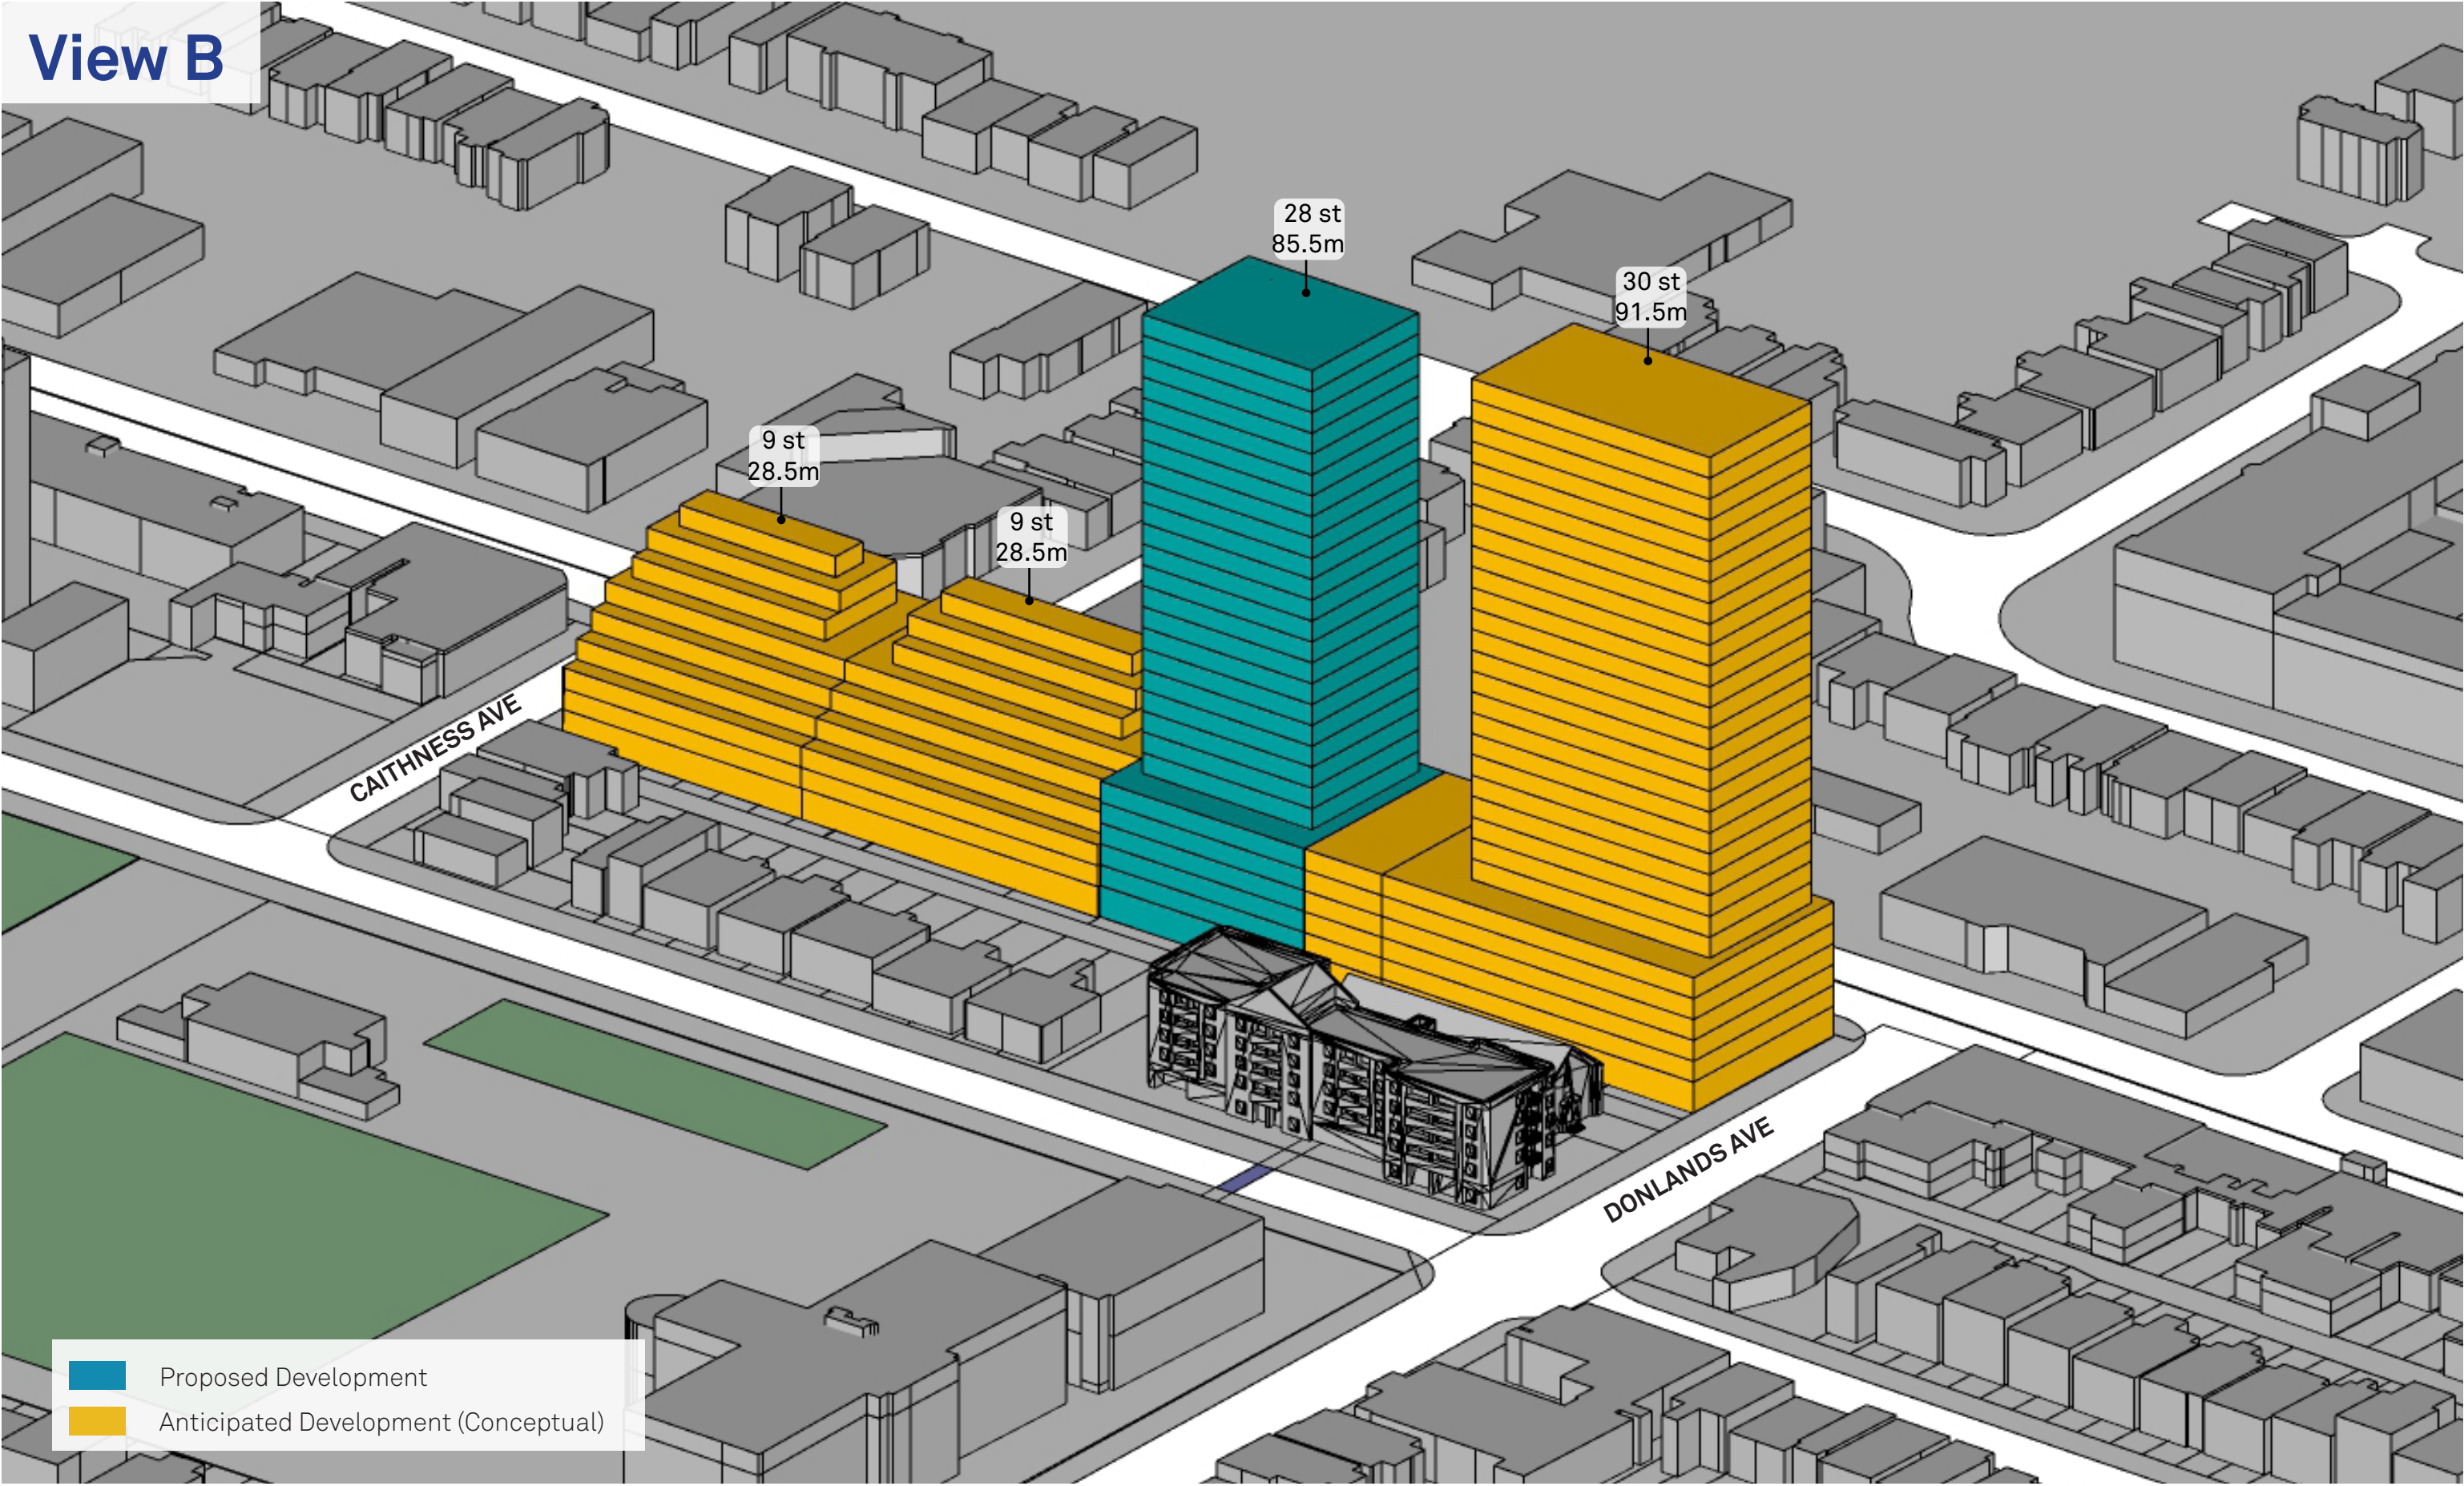 View B
28 st
85.5m
30 st
91.5m
9 st
28.5m
9 st
28.5m
CAITHNESS AVE
DONLANDS AVE
Proposed Development
Anticipated Development (Conceptual)